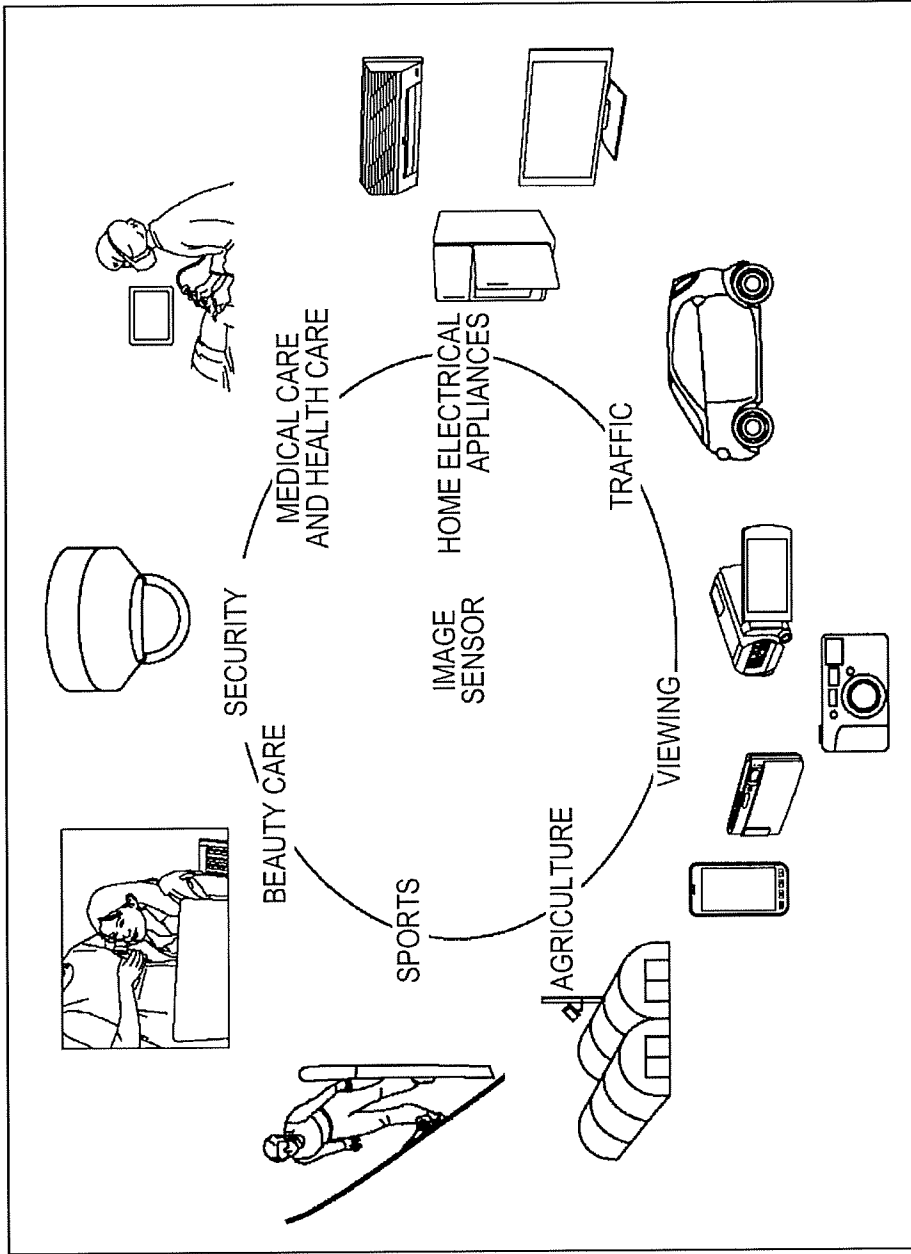 SECURITY
BEAUTY CARE
MEDICAL CARE
AND HEALTH CARE
SPORTS
IMAGE
SENSOR
HOME ELECTRICAL
APPLIANCES
AGRICULTURE
TRAFFIC
VIEWING